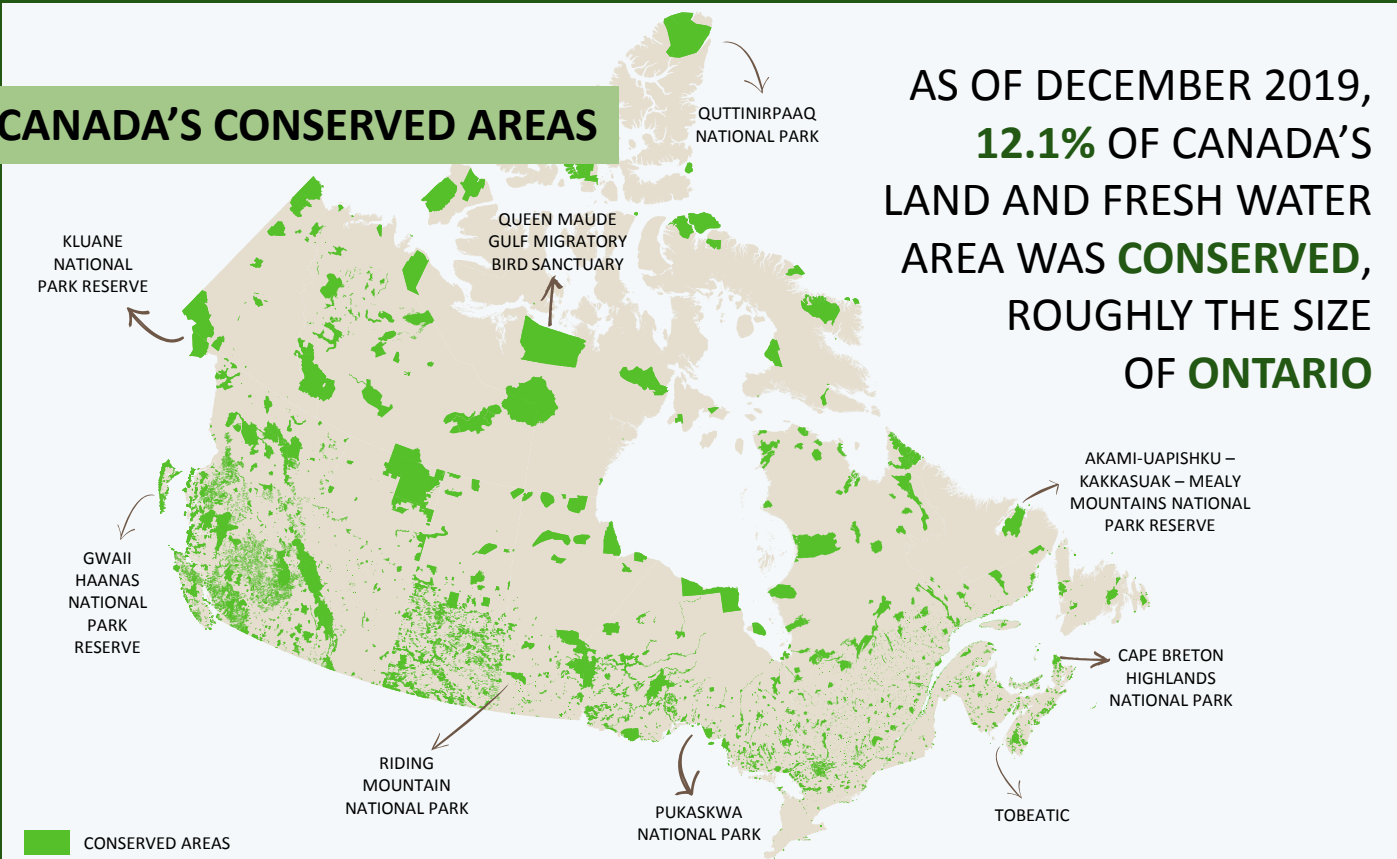 CANADA'S CONSERVED AREAS
AS OF DECEMBER 2019,
12.1% OF CANADA'S
LAND AND FRESH WATER
AREA WAS CONSERVED,
ROUGHLY THE SIZE
OF ONTARIO
QUTTINIRPAAQ
NATIONAL PARK
QUEEN MAUDE
GULF MIGRATORY
BIRD SANCTUARY
KLUANE
NATIONAL
PARK RESERVE
GWAII
HAANAS
NATIONAL
PARK
RESERVE
AKAMI-UAPISHKU –
KAKKASUAK – MEALY
MOUNTAINS NATIONAL
PARK RESERVE
CAPE BRETON
HIGHLANDS
NATIONAL PARK
RIDING
MOUNTAIN
NATIONAL PARK
PUKASKWA
NATIONAL PARK
TOBEATIC
CONSERVED AREAS